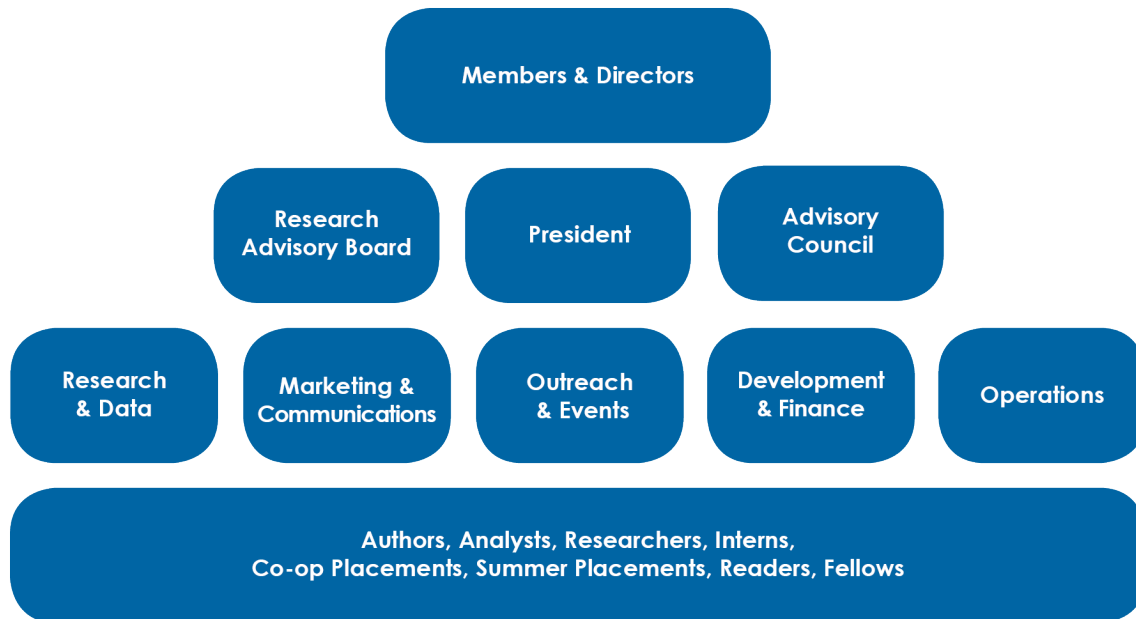 Members & Directors
Research
Advisory Board
President
Advisory
Council
Research
& Data
Marketing &
Communications
Outreach
& Events
Development
& Finance
Operations
Authors, Analysts, Researchers, Interns,
Co-op Placements, Summer Placements, Readers, Fellows